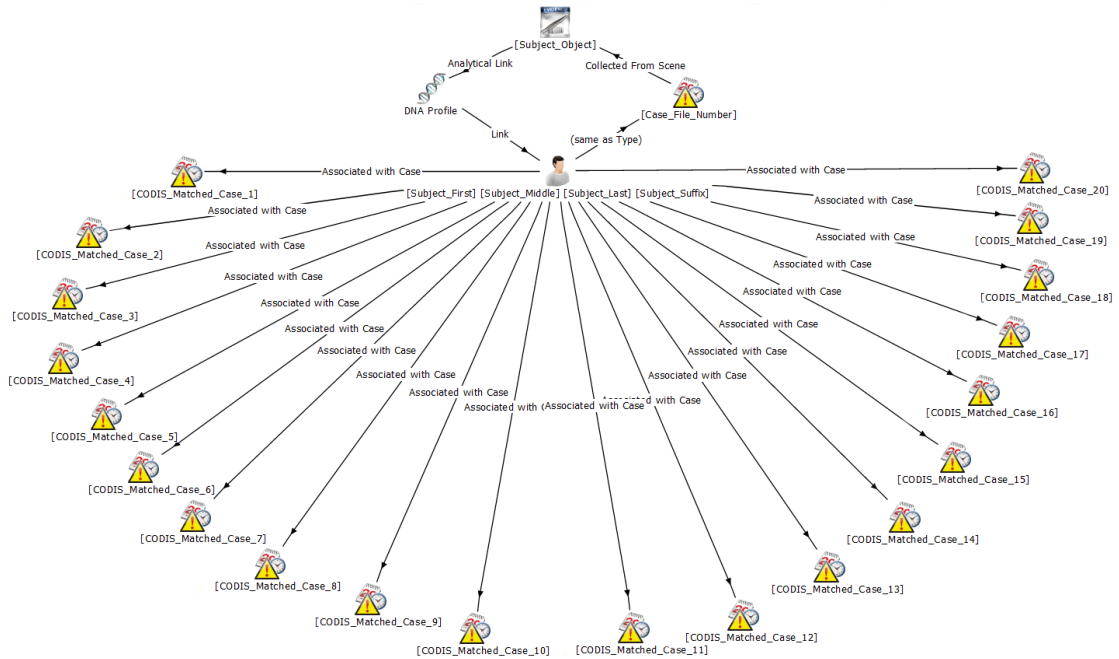 EVIDENCE
[Subject_Object]
Analytical Link
Collected From Scene
DNA Profile
[Case_File_Number]
Link
(same as Type)
[CODIS_Matched_Case_1]
Associated with Case
[Subject_First] [Subject_Middle] [Subject_Last] [Subject_Suffix]
Associated with Case
[CODIS_Matched_Case_20]
Associated with Case
[CODIS_Matched_Case_2]
Associated with Case
[CODIS_Matched_Case_19]
Associated with Case
[CODIS_Matched_Case_3]
Associated with Case
[CODIS_Matched_Case_18]
Associated with Case
[CODIS_Matched_Case_4]
Associated with Case
[CODIS_Matched_Case_17]
Associated with Case
[CODIS_Matched_Case_5]
Associated with Case
[CODIS_Matched_Case_16]
Associated with Case
[CODIS_Matched_Case_6]
Associated with Case
[CODIS_Matched_Case_15]
Associated with Case
[CODIS_Matched_Case_7]
Associated with Case
[CODIS_Matched_Case_14]
Associated with Case
[CODIS_Matched_Case_8]
Associated with Case
[CODIS_Matched_Case_13]
Associated with Case
[CODIS_Matched_Case_9]
Associated with Case
[CODIS_Matched_Case_12]
Associated with
[CODIS_Matched_Case_10]
Associated with Case
[CODIS_Matched_Case_11]